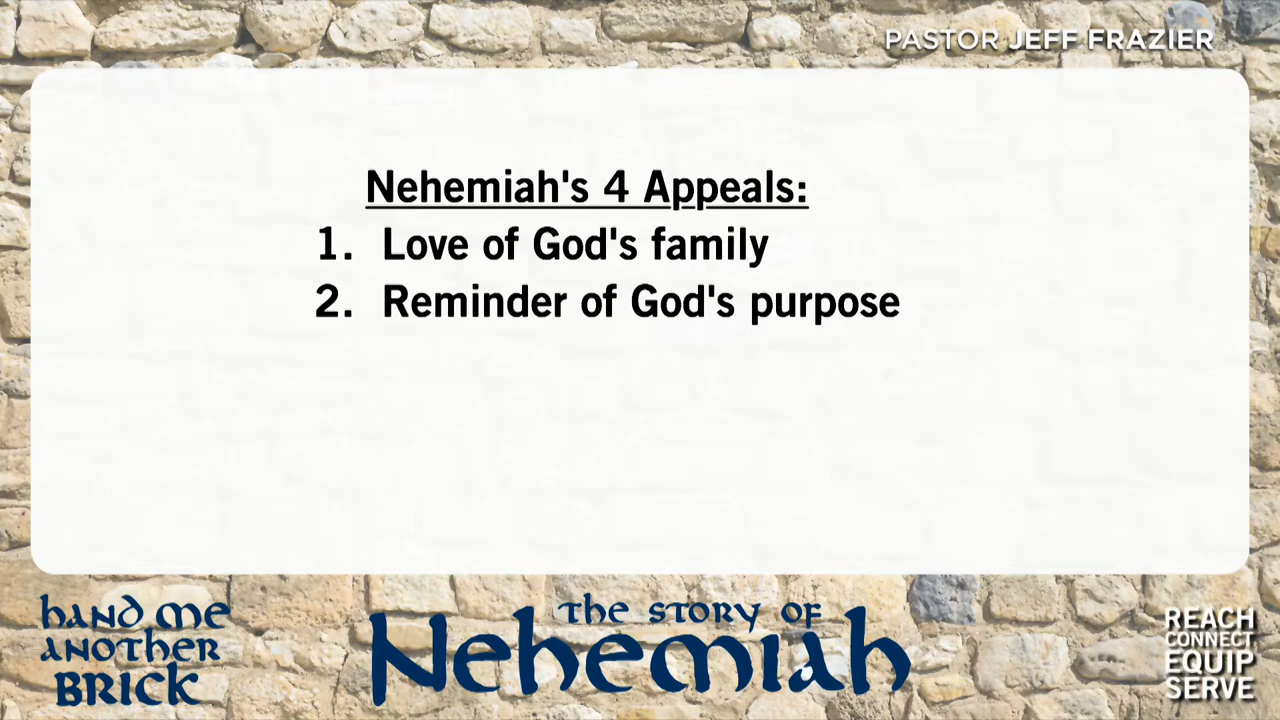 PASTOR JEFF FRAZIER
Nehemiah's 4 Appeals:
1. Love of God's family
2. Reminder of God's purpose
hand me
another
brick
the story of
Nehemiah
REACH
CONNECT
EQUIP
SERVE